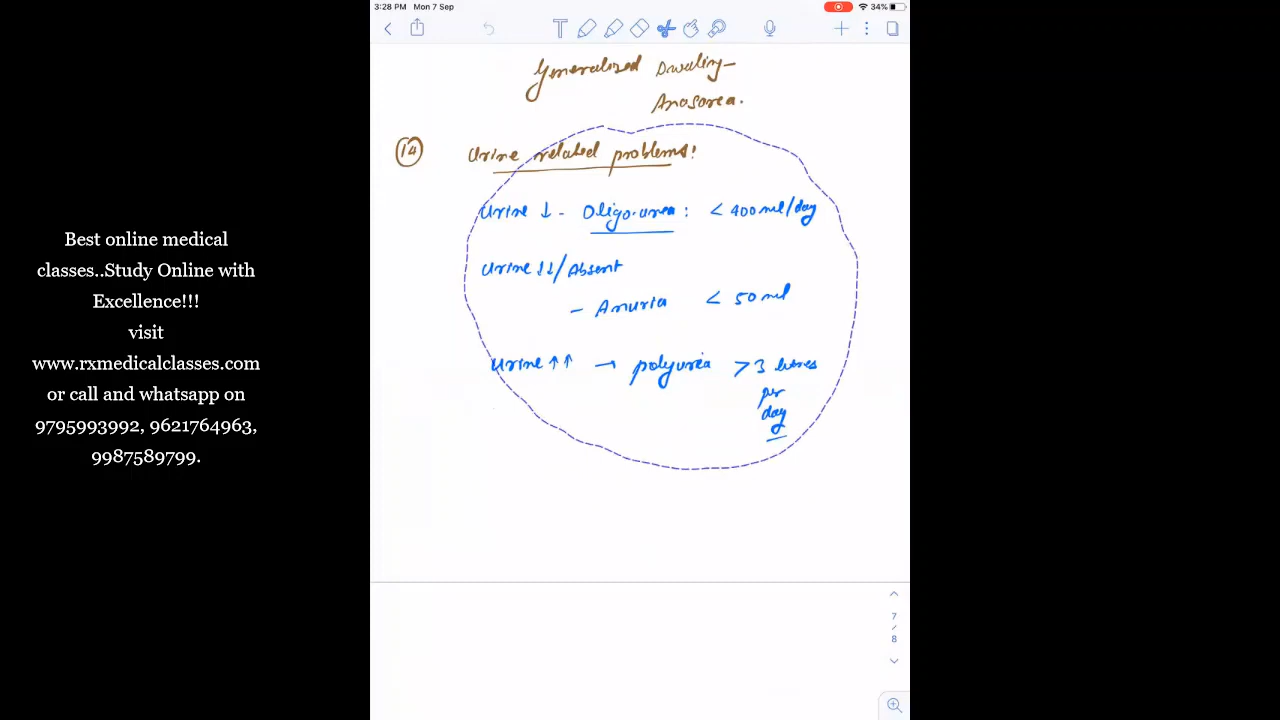 3:28 PM Mon 7 Sep
34%
Generalized Swelling-
Anasarca.
14
Urine related problems:
Urine ↓ - Oligo.urea : < 400 ml/day
Urine ↓↓/Absent
- Anuria < 50 ml
Urine ↑↑ → polyurea > 3 litres
per
day
Best online medical
classes..Study Online with
Excellence!!!
visit
www.rxmedicalclasses.com
or call and whatsapp on
9795993992, 9621764963,
9987589799.
7
/
8